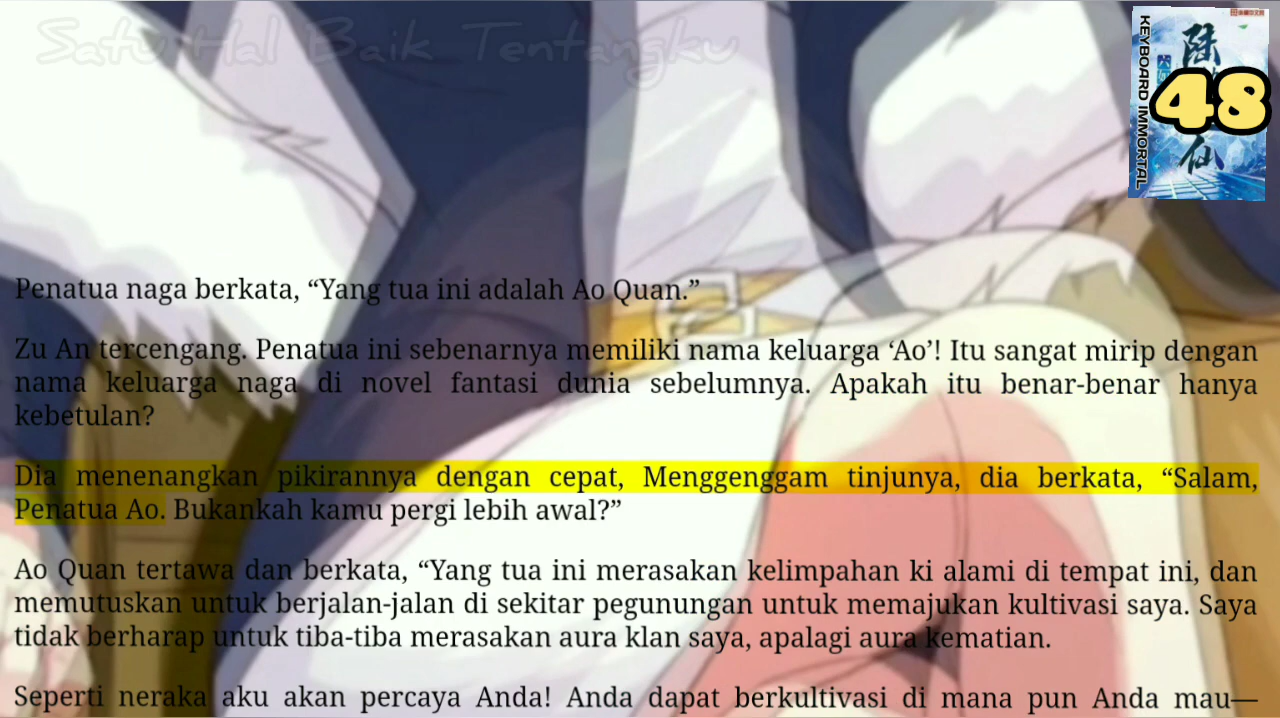 Satu Hal Baik Tentangku
KEYBOARD IMMORTAL
陆
仙
48
Penatua naga berkata, “Yang tua ini adalah Ao Quan.”
Zu An tercengang. Penatua ini sebenarnya memiliki nama keluarga ‘Ao’! Itu sangat mirip dengan
nama keluarga naga di novel fantasi dunia sebelumnya. Apakah itu benar-benar hanya
kebetulan?
Dia menenangkan pikirannya dengan cepat, Menggenggam tinjunya, dia berkata, “Salam,
Penatua Ao. Bukankah kamu pergi lebih awal?”
Ao Quan tertawa dan berkata, “Yang tua ini merasakan kelimpahan ki alami di tempat ini, dan
memutuskan untuk berjalan-jalan di sekitar pegunungan untuk memajukan kultivasi saya. Saya
tidak berharap untuk tiba-tiba merasakan aura klan saya, apalagi aura kematian.
Seperti neraka aku akan percaya Anda! Anda dapat berkultivasi di mana pun Anda mau—